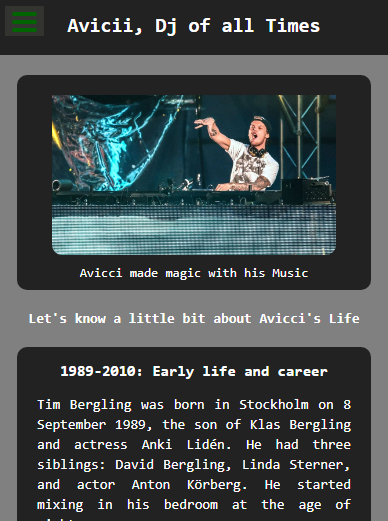 Avicii, Dj of all Times
Avicci made magic with his Music
Let's know a little bit about Avicci's Life
1989-2010: Early life and career
Tim Bergling was born in Stockholm on 8
September 1989, the son of Klas Bergling
and actress Anki Lidén. He had three
siblings: David Bergling, Linda Sterner,
and actor Anton Körberg. He started
mixing in his bedroom at the age of